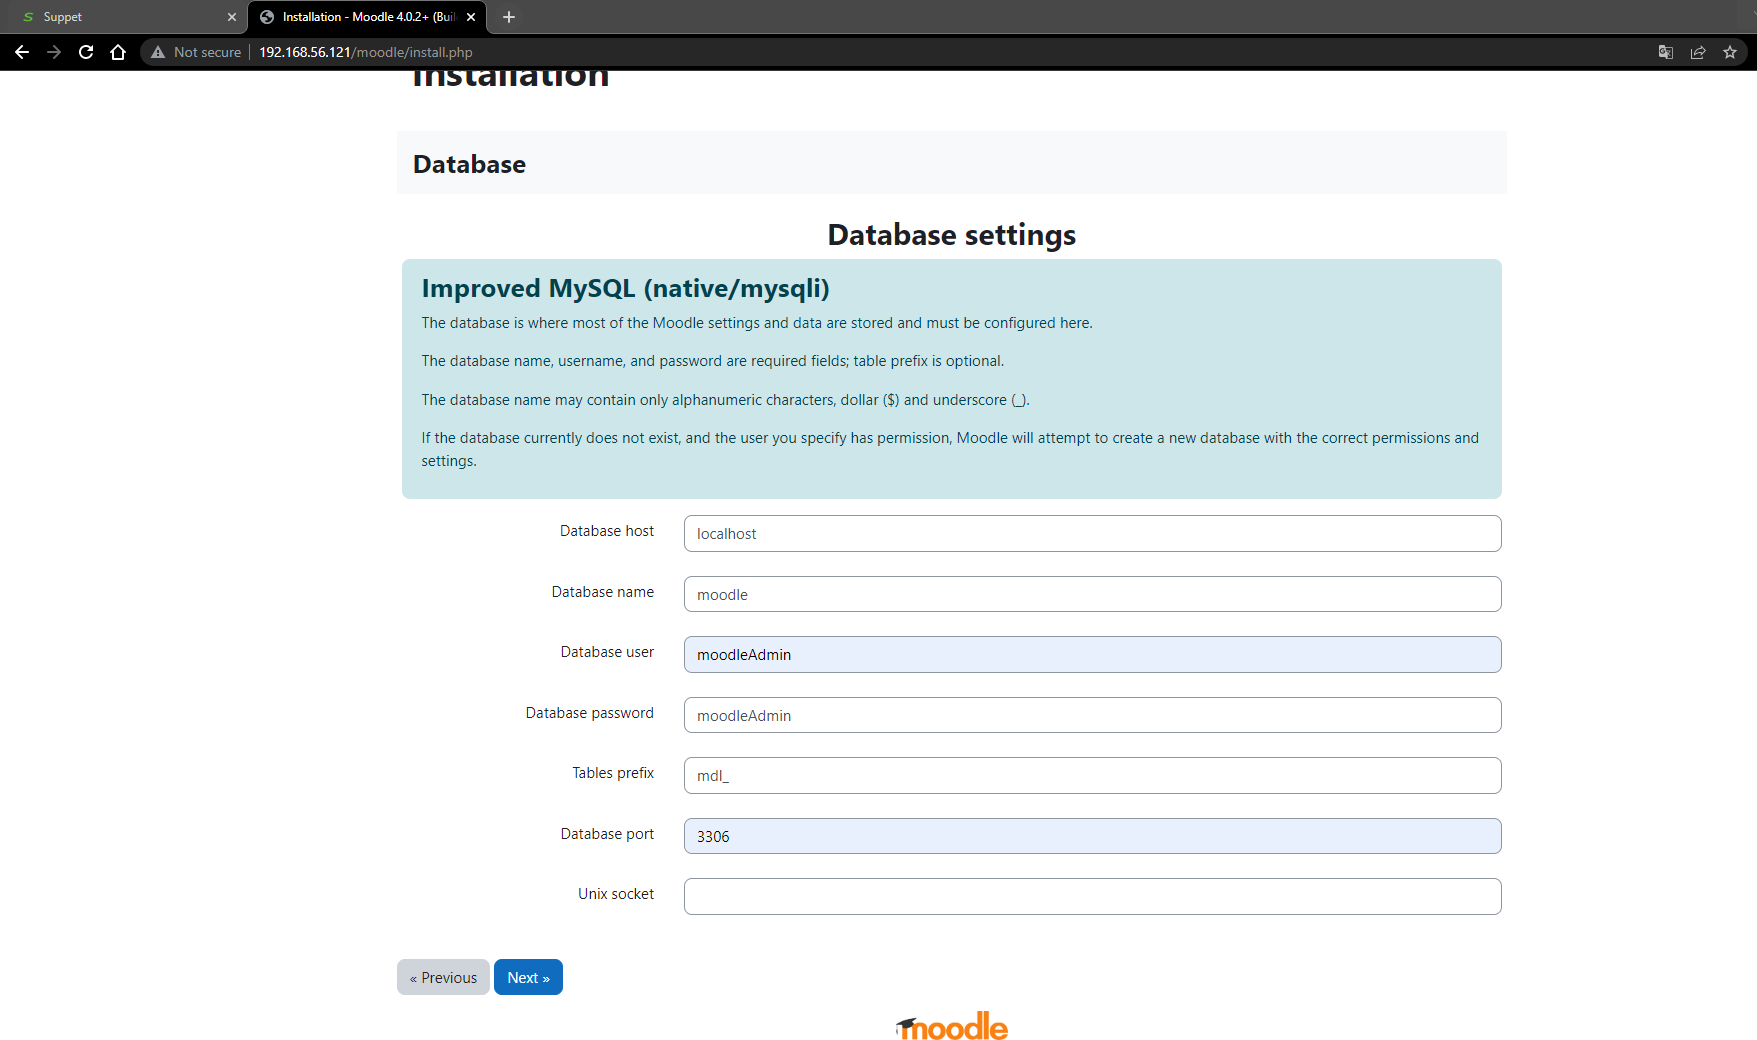 Suppet
Installation - Moodle 4.0.2+ (Buil
Not secure
192.168.56.121/moodle/install.php
Installation
Database
Database settings
Improved MySQL (native/mysqli)
The database is where most of the Moodle settings and data are stored and must be configured here.
The database name, username, and password are required fields; table prefix is optional.
The database name may contain only alphanumeric characters, dollar ($) and underscore (_).
If the database currently does not exist, and the user you specify has permission, Moodle will attempt to create a new database with the correct permissions and
settings.
Database host
localhost
Database name
moodle
Database user
moodleAdmin
Database password
moodleAdmin
Tables prefix
mdl_
Database port
3306
Unix socket
« Previous
Next »
moodle